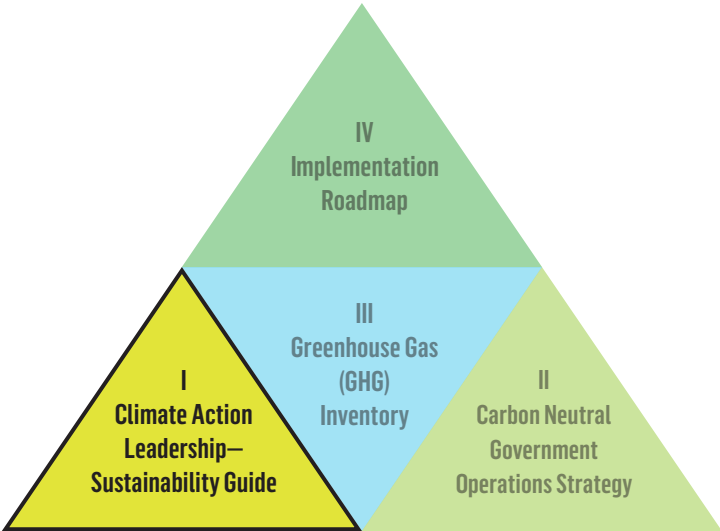 IV
Implementation
Roadmap
III
Greenhouse Gas
(GHG)
Inventory
I
Climate Action
Leadership—
Sustainability Guide
II
Carbon Neutral
Government
Operations Strategy